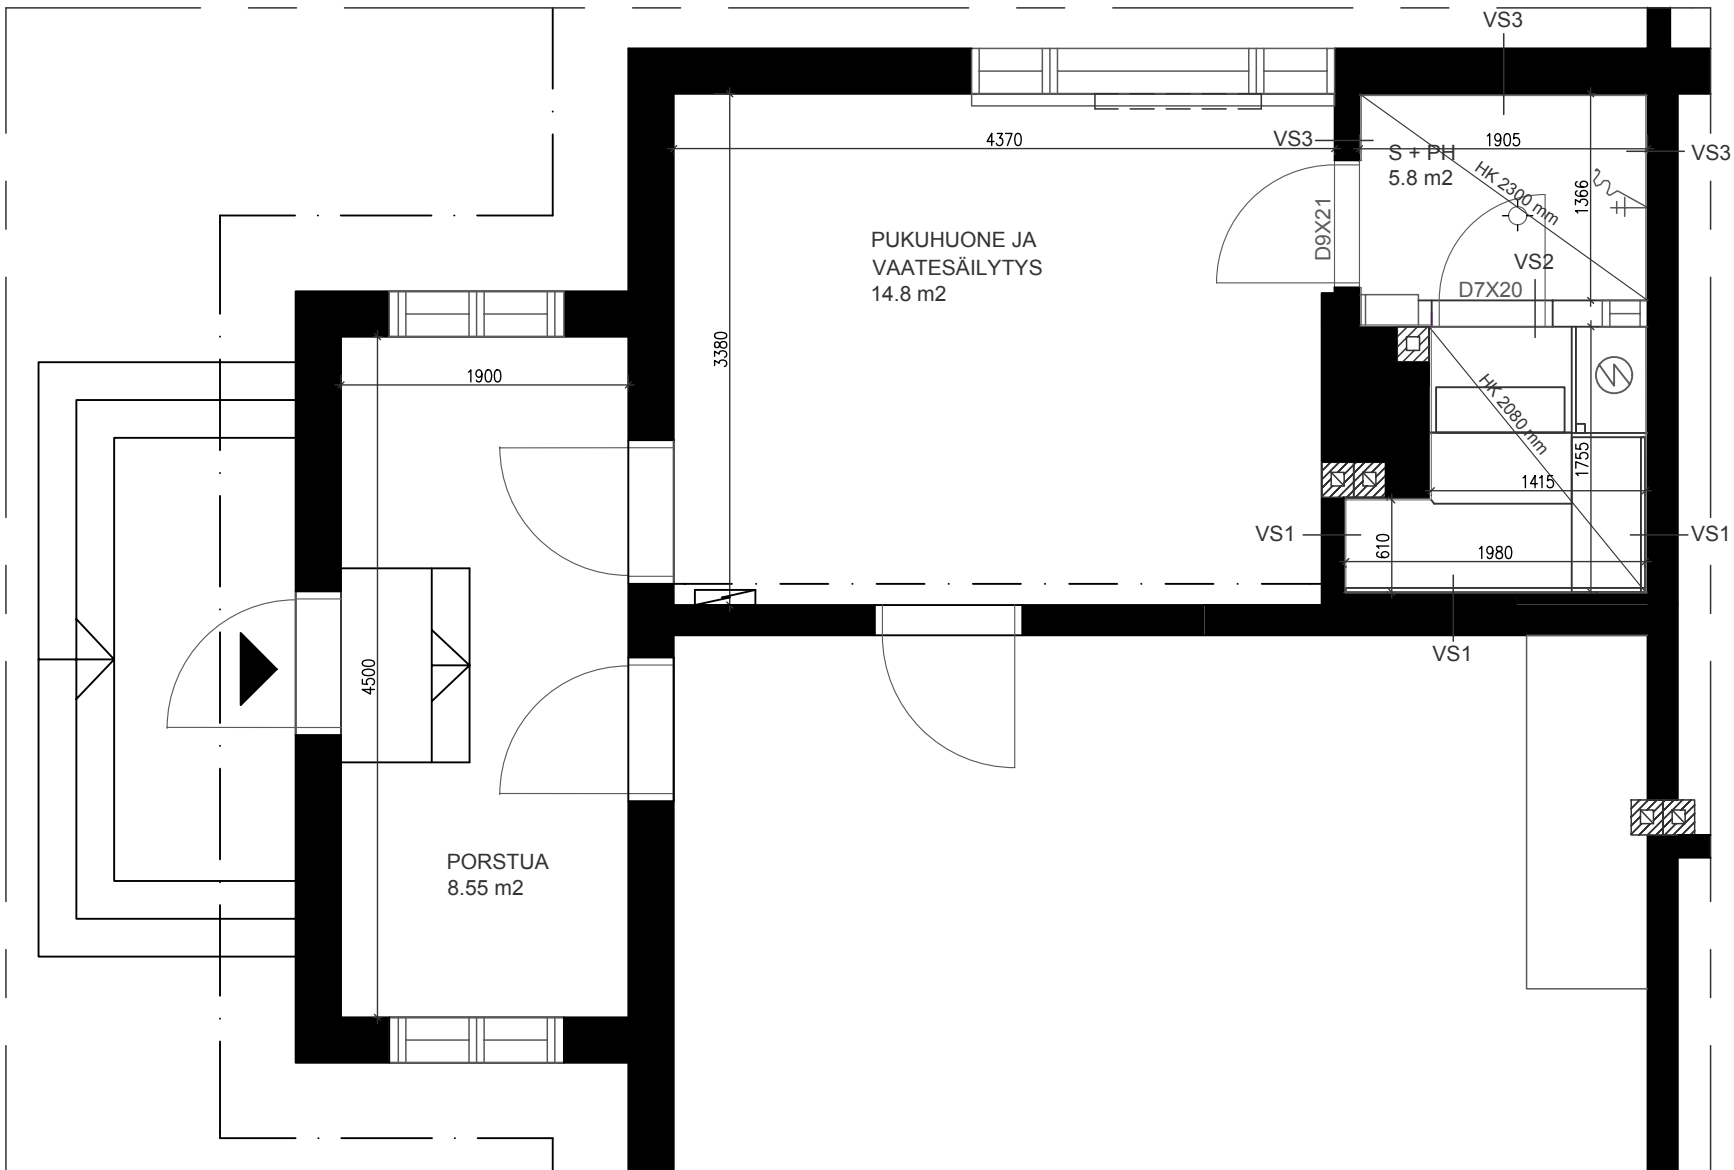 VS3
4370
VS3
1905
VS3
S + PH
5.8 m2
HK 2300 mm
1366
D9X21
PUKUHUONE JA
VAATESÄILYTYS
14.8 m2
VS2
D7X20
3380
1900
HK 2080 mm
1755
1415
VS1
610
1980
VS1
VS1
4500
PORSTUA
8.55 m2